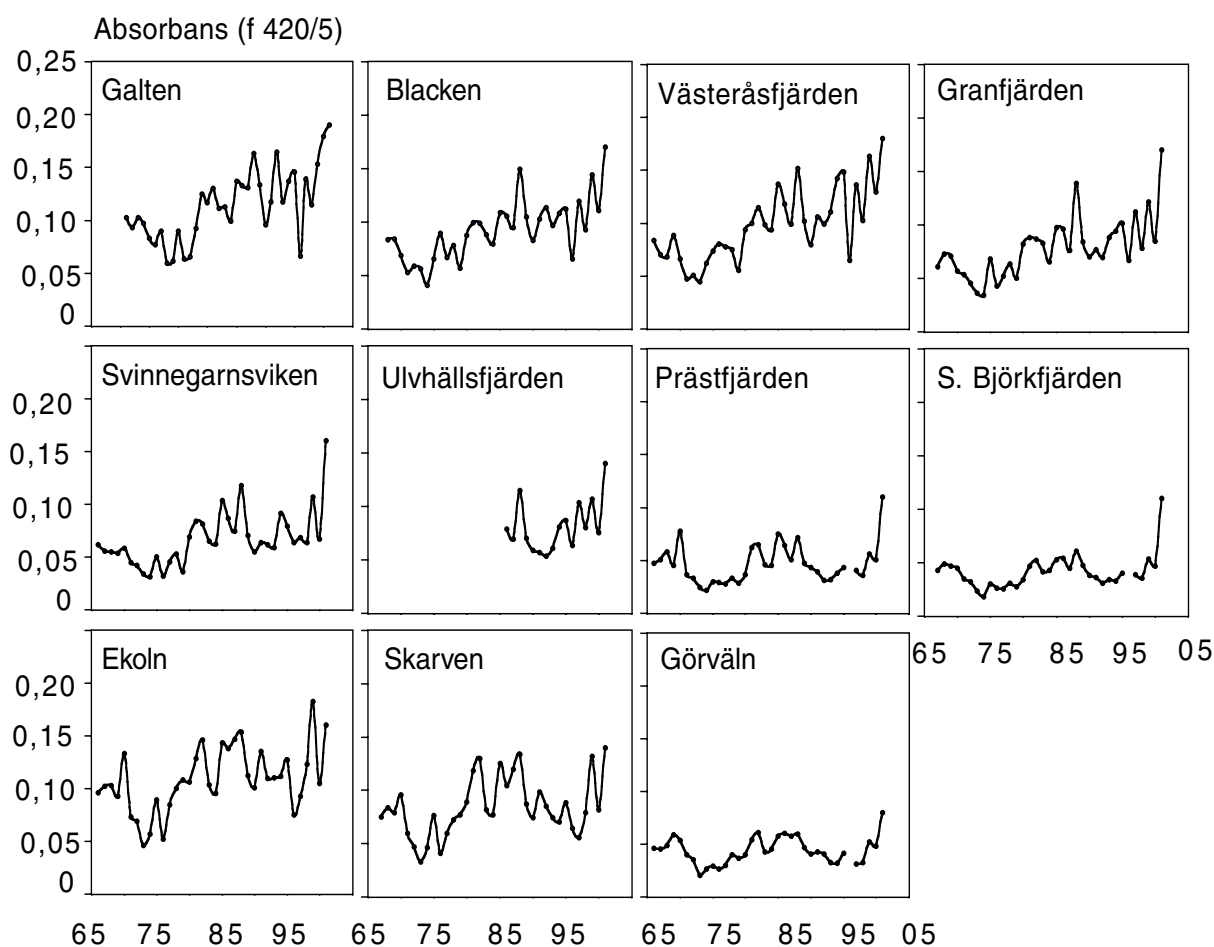 Absorbans (f 420/5)
0,25
0,20
0,15
0,10
0,05
0
Galten
Blacken
Västeråsfjärden
Granfjärden
0,20
0,15
0,10
0,05
0
Svinnegarnsviken
Ulvhällsfjärden
Prästfjärden
S. Björkfjärden
65 75 85 95 05
0,20
0,15
0,10
0,05
0
Ekoln
Skarven
Görväln
65 75 85 95 65 75 85 95 65 75 85 95 05